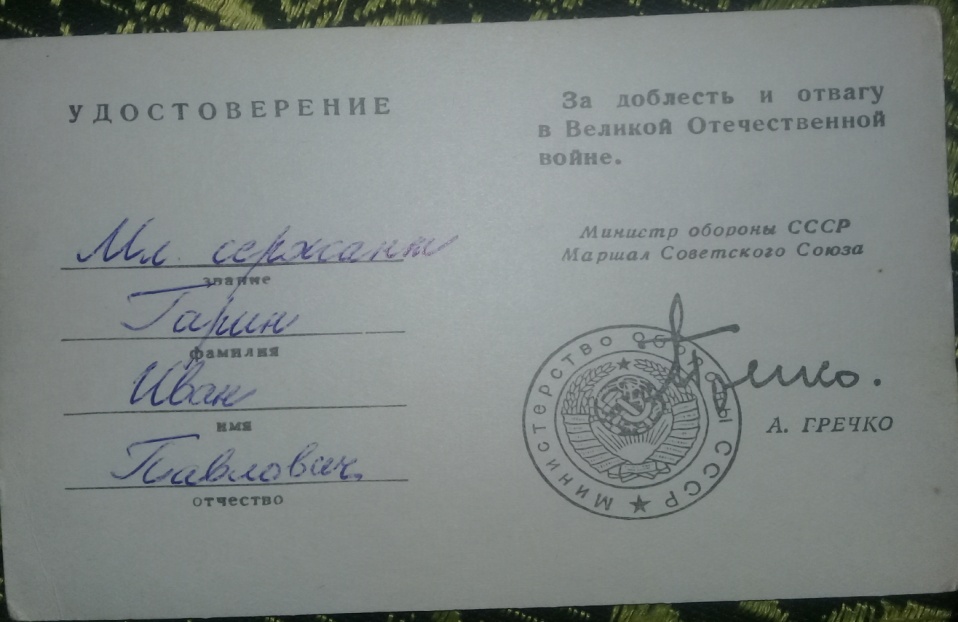 УДОСТОВЕРЕНИЕ
Мл. сержант
звание
Гарин
фамилия
Иван
имя
Павлович
отчество
За доблесть и отвагу
в Великой Отечественной
войне.
Министр обороны СССР
Маршал Советского Союза
Гречко.
МИНИСТЕРСТВО ОБОРОНЫ СССР
А. ГРЕЧКО